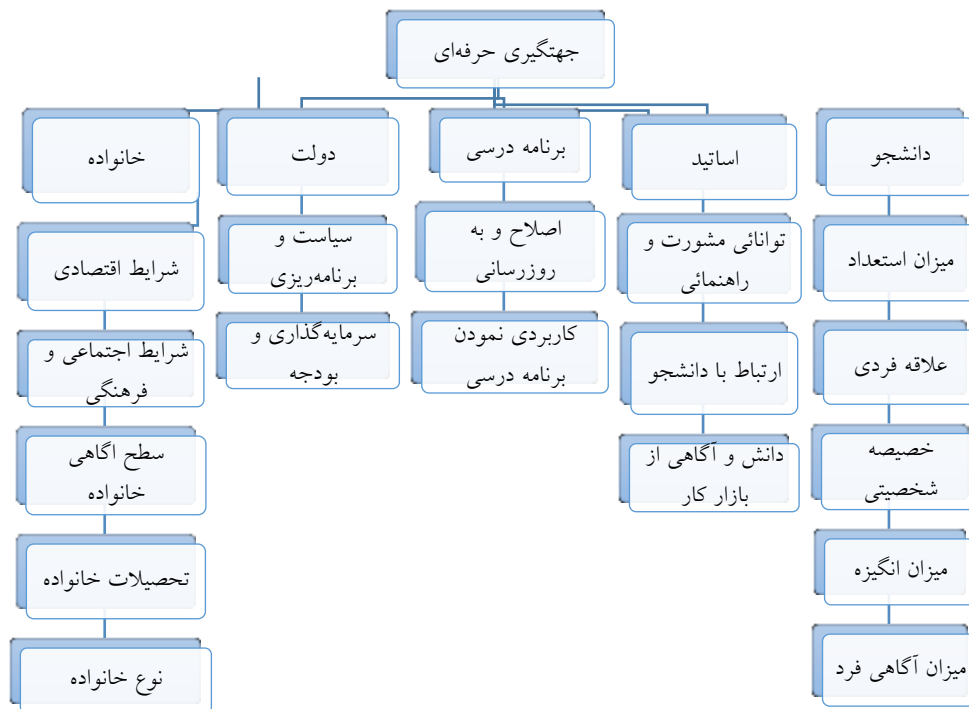 جهتگیری حرفه‌ای
دانشجو
میزان استعداد
علاقه فردی
خصیصه
شخصیتی
میزان انگیزه
میزان آگاهی فرد
اساتید
توانائی مشورت و
راهنمائی
ارتباط با دانشجو
دانش و آگاهی از
بازار کار
برنامه درسی
اصلاح و به
روزرسانی
کاربردی نمودن
برنامه درسی
دولت
سیاست و
برنامه‌ریزی
سرمایه‌گذاری و
بودجه
خانواده
شرایط اقتصادی
شرایط اجتماعی و
فرهنگی
سطح اگاهی
خانواده
تحصیلات خانواده
نوع خانواده